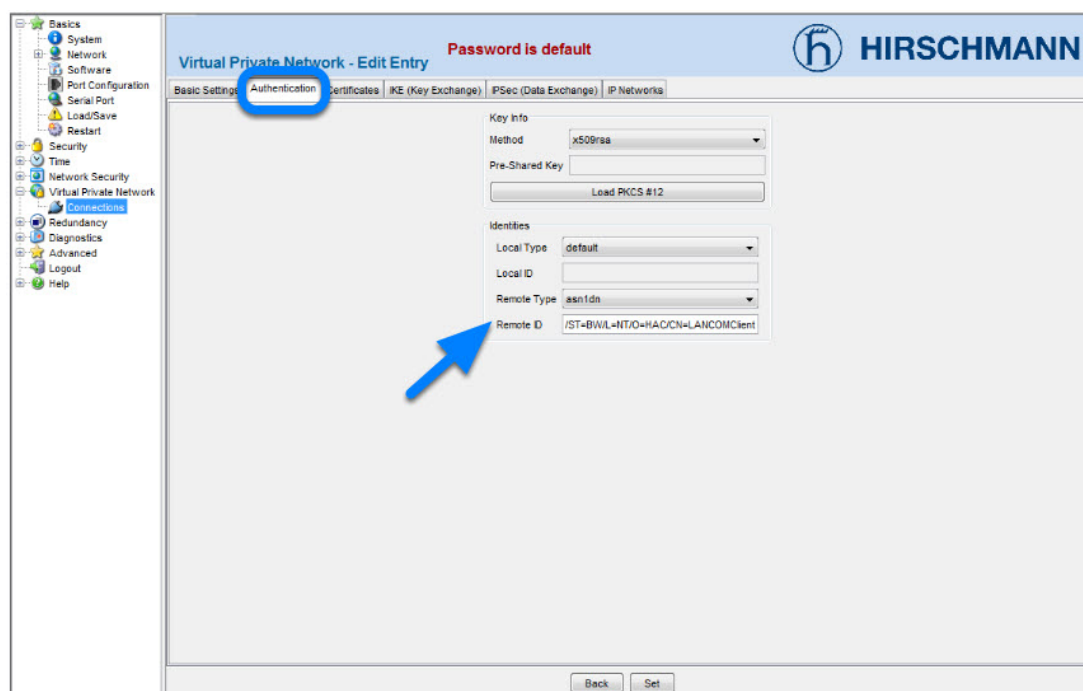 Basics
System
Network
Software
Port Configuration
Serial Port
Load/Save
Restart
Security
Time
Network Security
Virtual Private Network
Connections
Redundancy
Diagnostics
Advanced
Logout
Help
Password is default
Virtual Private Network - Edit Entry
HIRSCHMANN
Basic Settings Authentication Certificates IKE (Key Exchange) IPSec (Data Exchange) IP Networks
Key Info
Method x509rsa
Pre-Shared Key
Load PKCS #12
Identities
Local Type default
Local ID
Remote Type asn1dn
Remote ID /ST=BW/L=NT/O=HAC/CN=LANCOMClient
Back Set